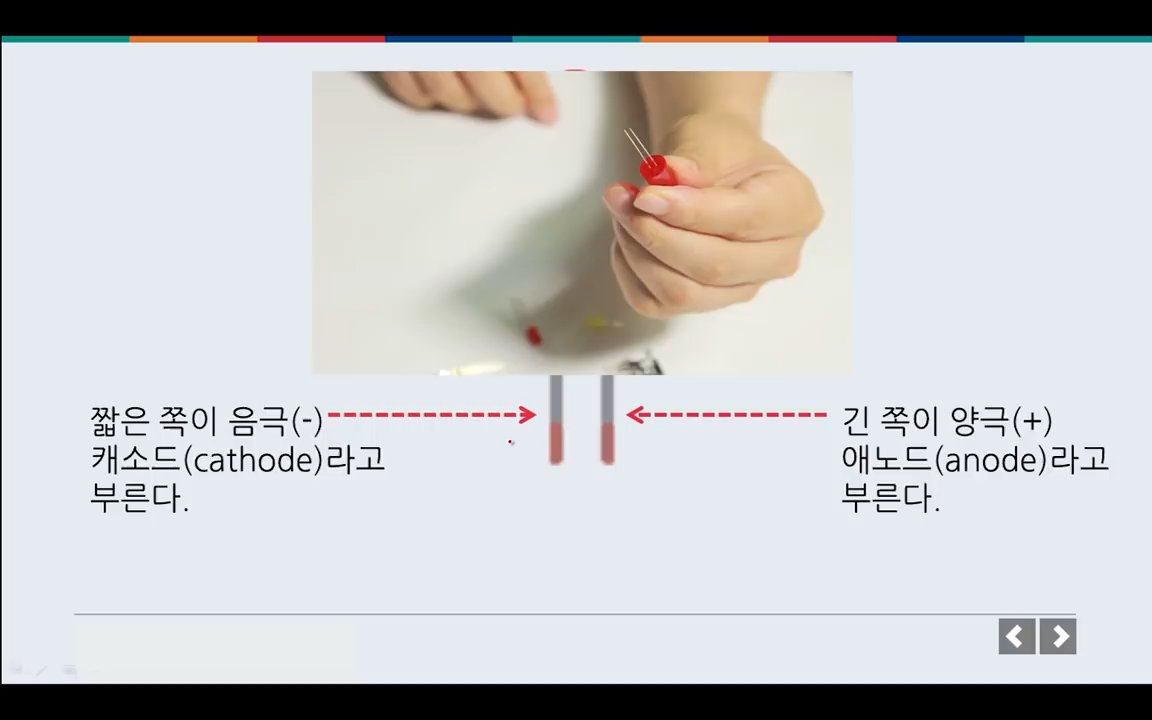 짧은 쪽이 음극(-)
캐소드(cathode)라고
부른다.
긴 쪽이 양극(+)
애노드(anode)라고
부른다.